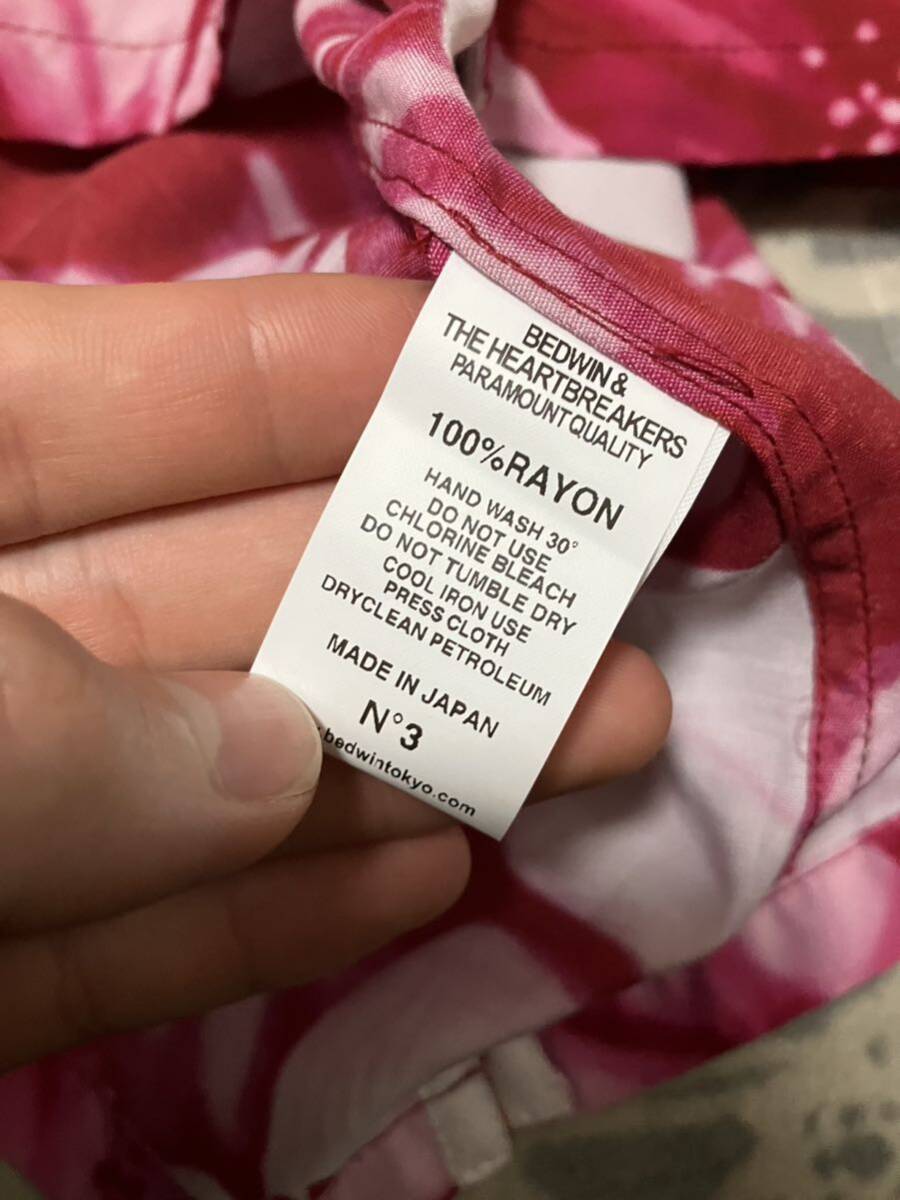 BEDWIN &
THE HEARTBREAKERS
PARAMOUNT QUALITY
100%RAYON
HAND WASH 30°
DO NOT USE
CHLORINE BLEACH
DO NOT TUMBLE DRY
COOL IRON USE
PRESS CLOTH
DRYCLEAN PETROLEUM
MADE IN JAPAN
N°3
bedwintokyo.com